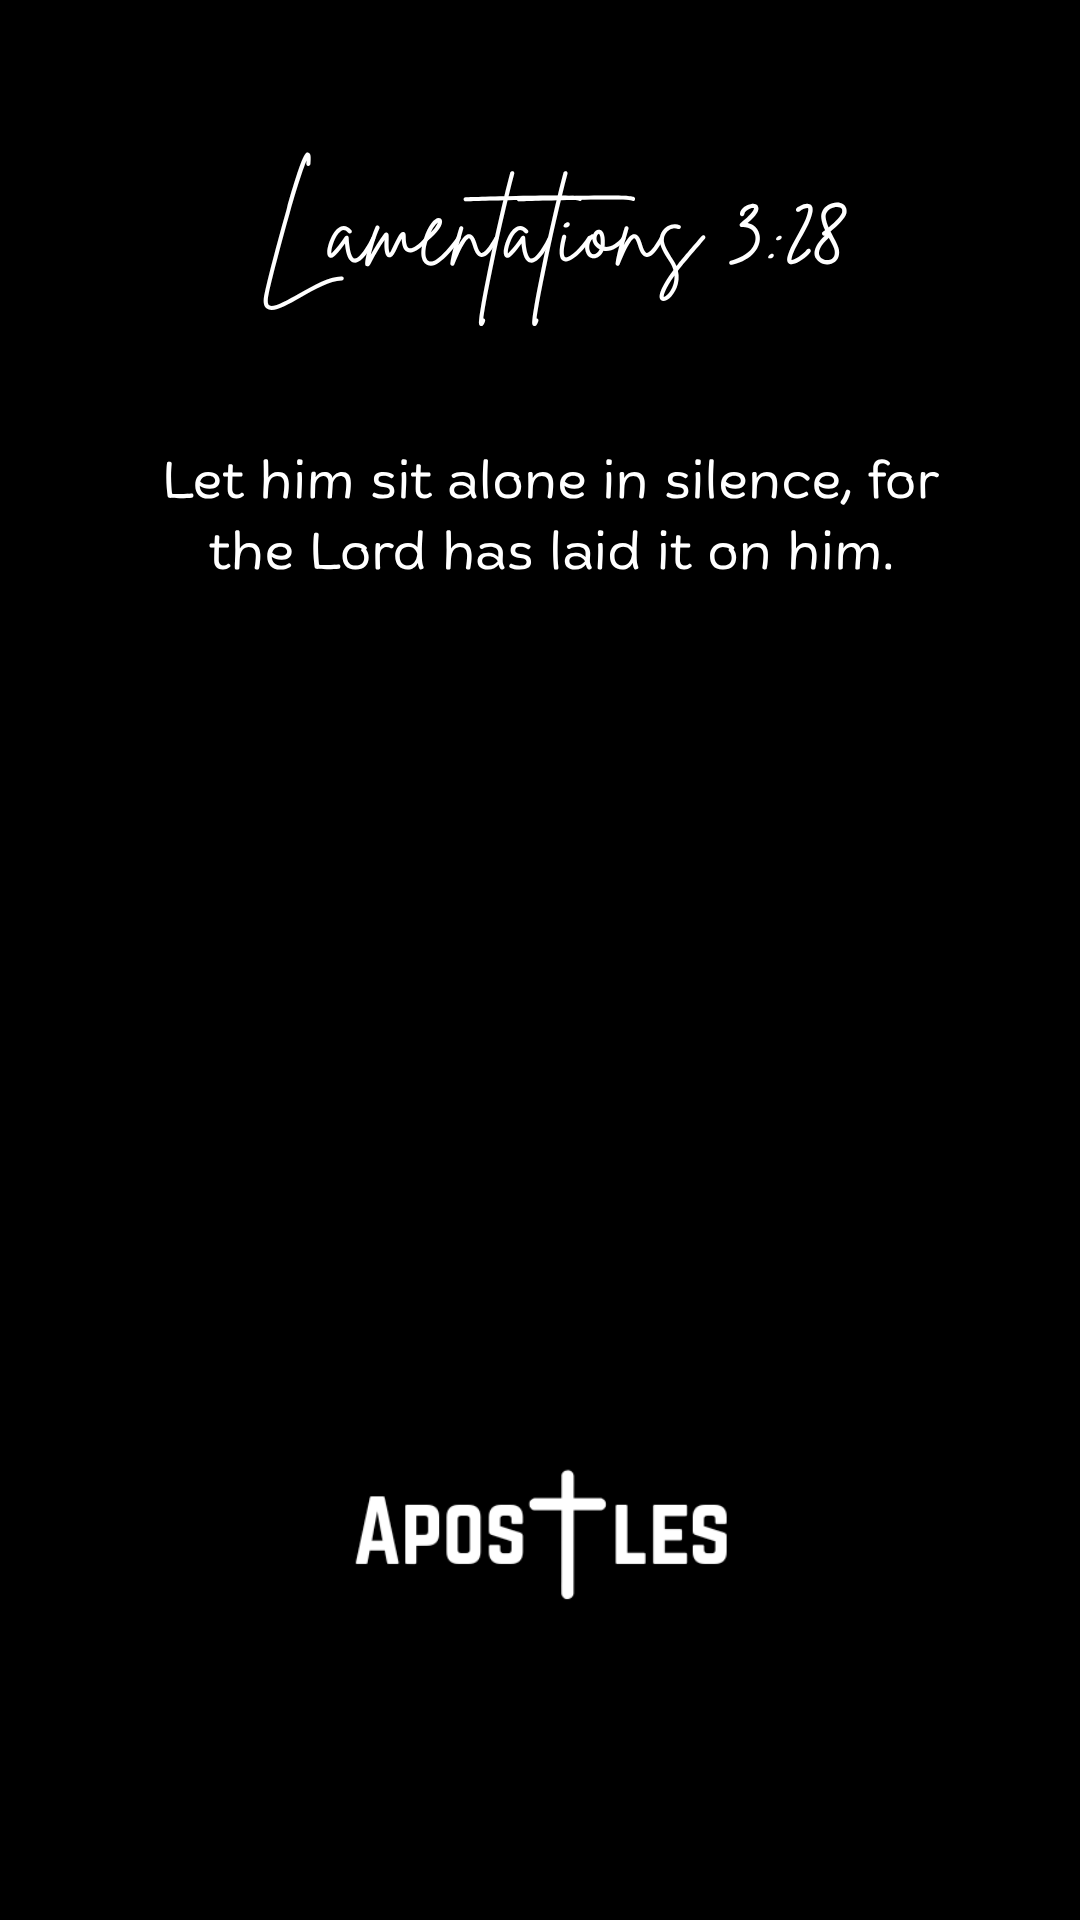 Lamentations 3:28
Let him sit alone in silence, for
the Lord has laid it on him.
APOSTLES